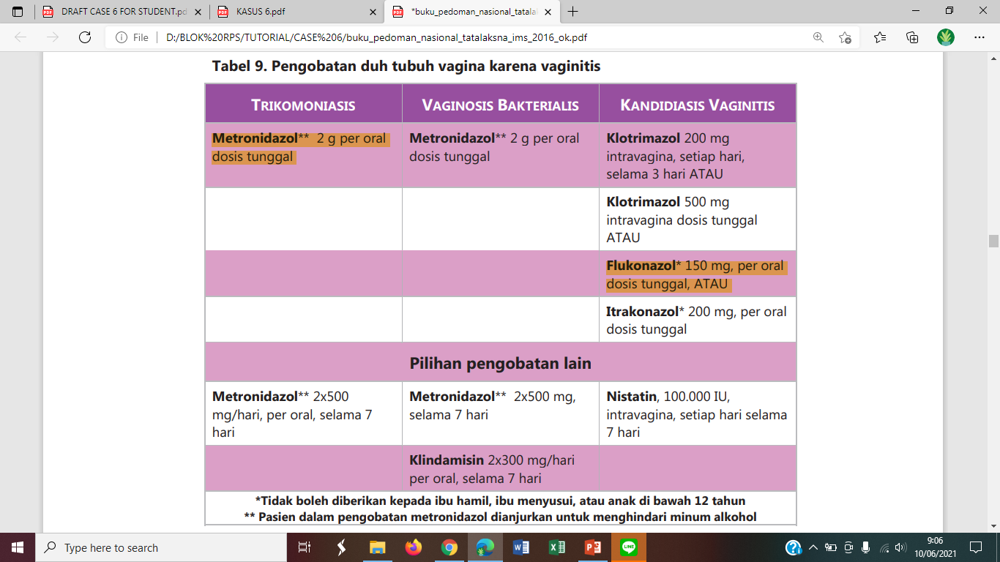 DRAFT CASE 6 FOR STUDENT.pd
KASUS 6.pdf
*buku_pedoman_nasional_tatala
File
D:/BLOK%20RPS/TUTORIAL/CASE%206/buku_pedoman_nasional_tatalaksna_ims_2016_ok.pdf
Tabel 9. Pengobatan duh tubuh vagina karena vaginitis
TRIKOMONIASIS
VAGINOSIS BAKTERIALIS
KANDIDIASIS VAGINITIS
Metronidazol** 2 g per oral
dosis tunggal
Metronidazol** 2 g per oral
dosis tunggal
Klotrimazol 200 mg
intravagina, setiap hari,
selama 3 hari ATAU
Klotrimazol 500 mg
intravagina dosis tunggal
ATAU
Flukonazol* 150 mg, per oral
dosis tunggal, ATAU
Itrakonazol* 200 mg, per oral
dosis tunggal
Pilihan pengobatan lain
Metronidazol** 2x500
mg/hari, per oral, selama 7
hari
Metronidazol** 2x500 mg,
selama 7 hari
Nistatin, 100.000 IU,
intravagina, setiap hari selama
7 hari
Klindamisin 2x300 mg/hari
per oral, selama 7 hari
*Tidak boleh diberikan kepada ibu hamil, ibu menyusui, atau anak di bawah 12 tahun
** Pasien dalam pengobatan metronidazol dianjurkan untuk menghindari minum alkohol
Type here to search
9:06
10/06/2021